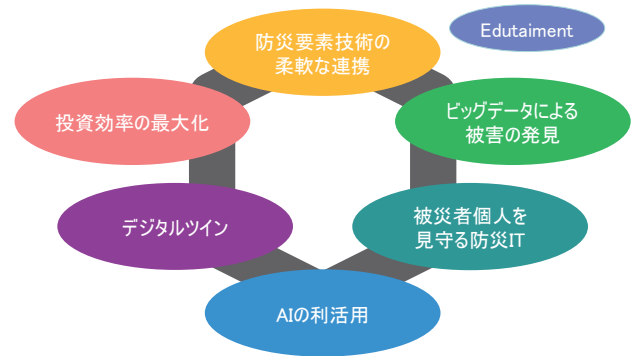 防災要素技術の
柔軟な連携
Edutaiment
投資効率の最大化
ビッグデータによる
被害の発見
デジタルツイン
被災者個人を
見守る防災IT
AIの利活用